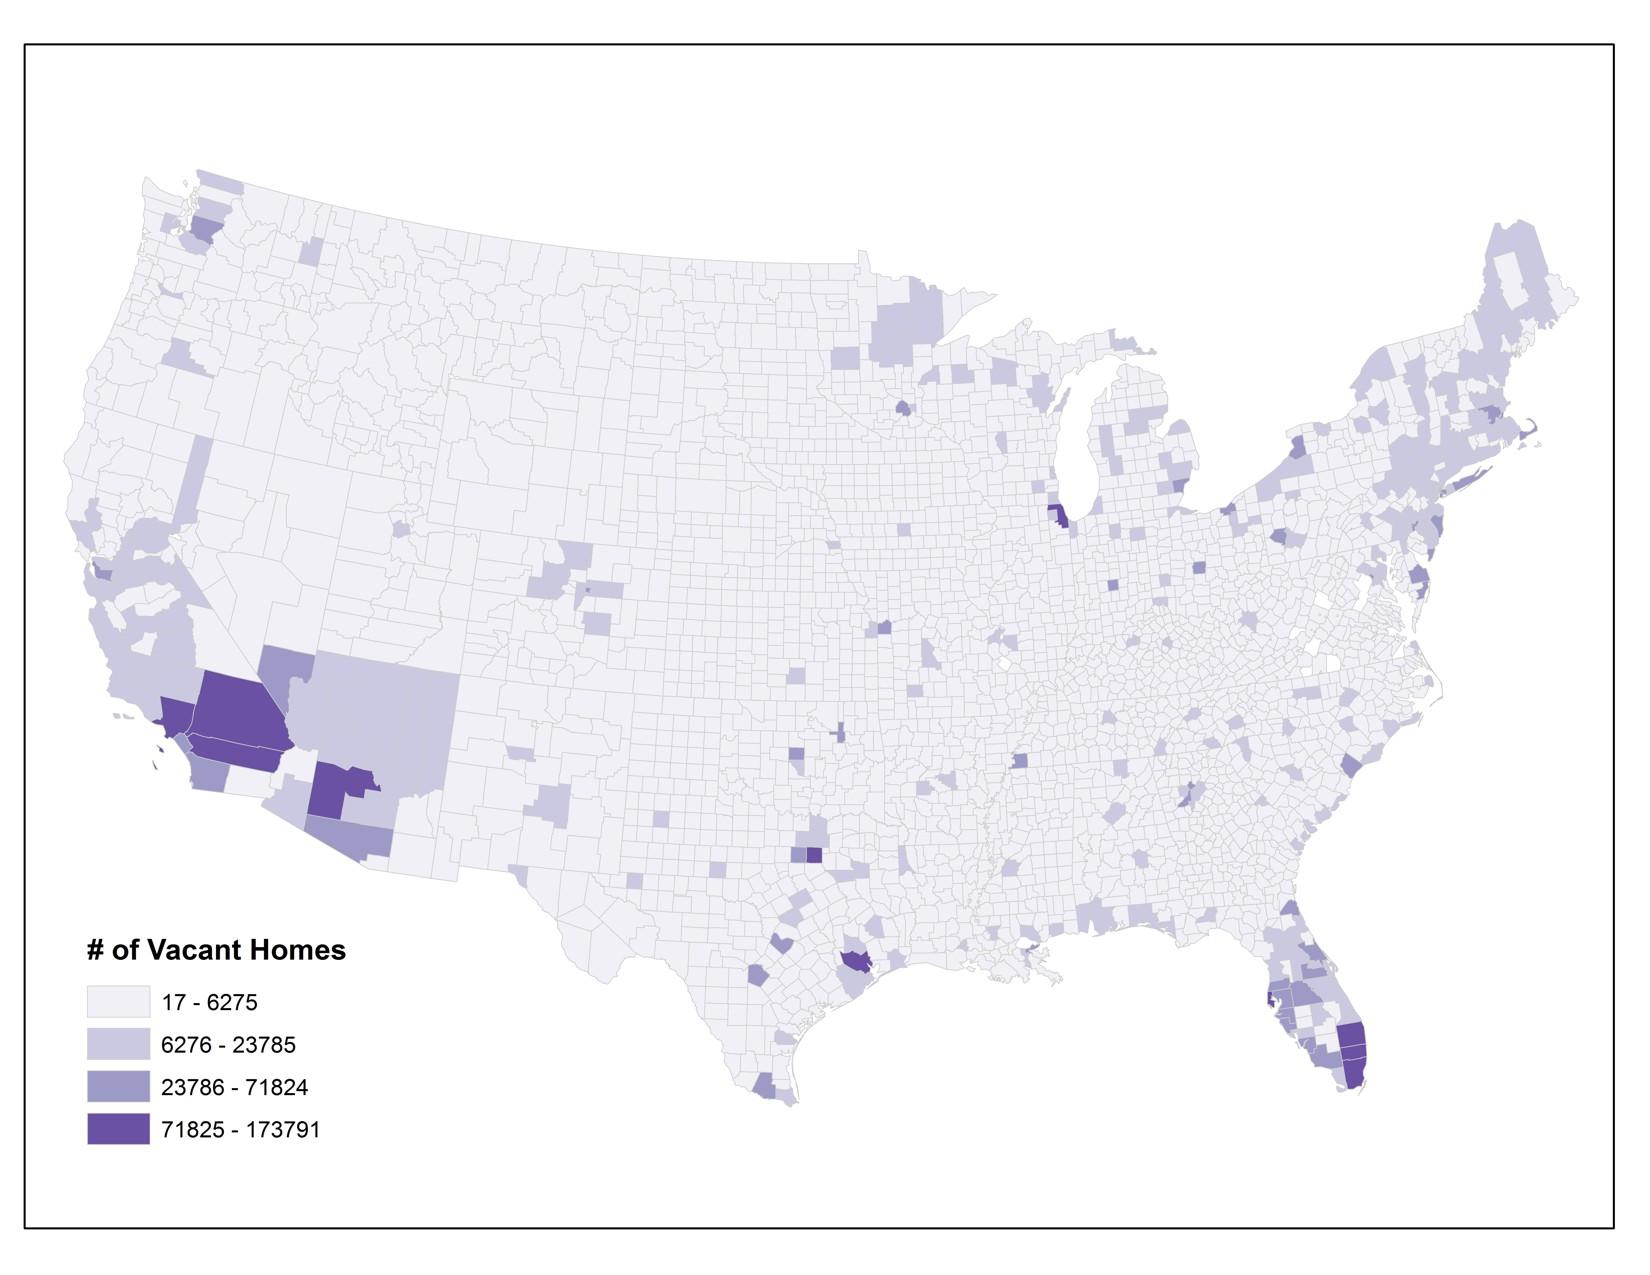 # of Vacant Homes
17 - 6275
6276 - 23785
23786 - 71824
71825 - 173791